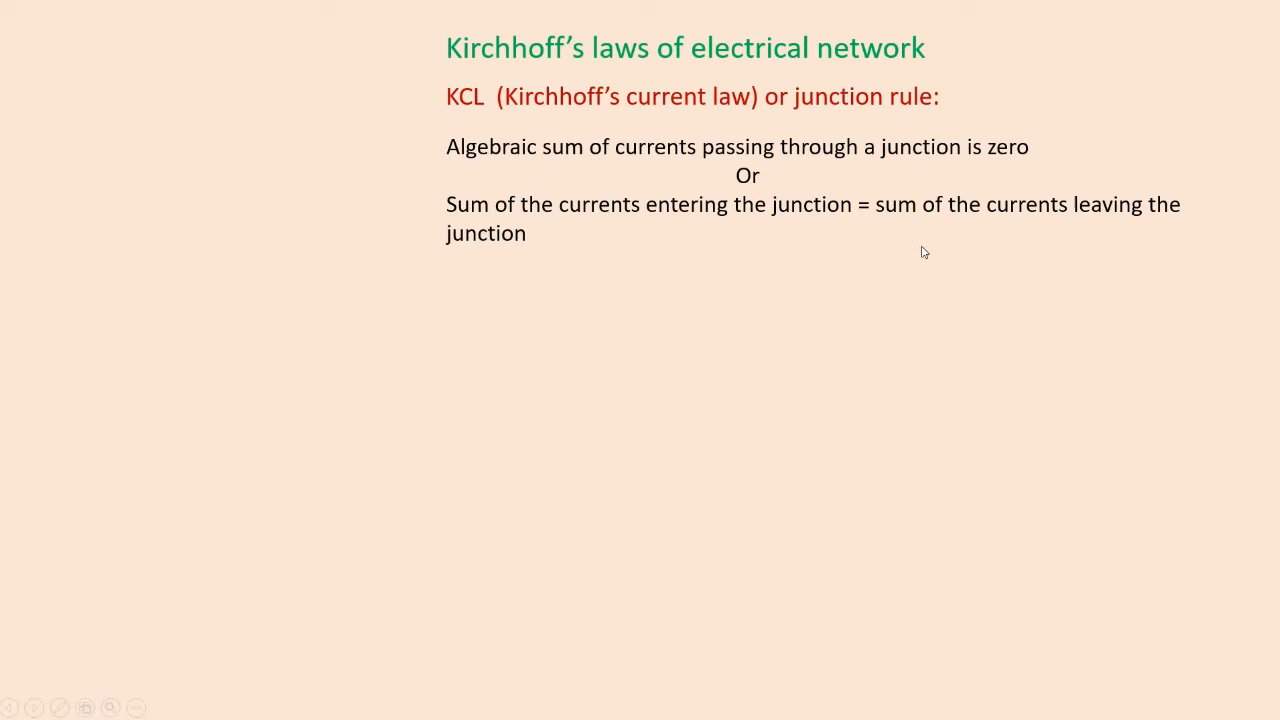 Kirchhoff’s laws of electrical network
KCL  (Kirchhoff’s current law) or junction rule:
Algebraic sum of currents passing through a junction is zero
Or
Sum of the currents entering the junction = sum of the currents leaving the
junction